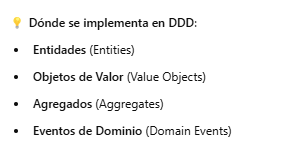 💡 Dónde se implementa en DDD:
• Entidades (Entities)
• Objetos de Valor (Value Objects)
• Agregados (Aggregates)
• Eventos de Dominio (Domain Events)